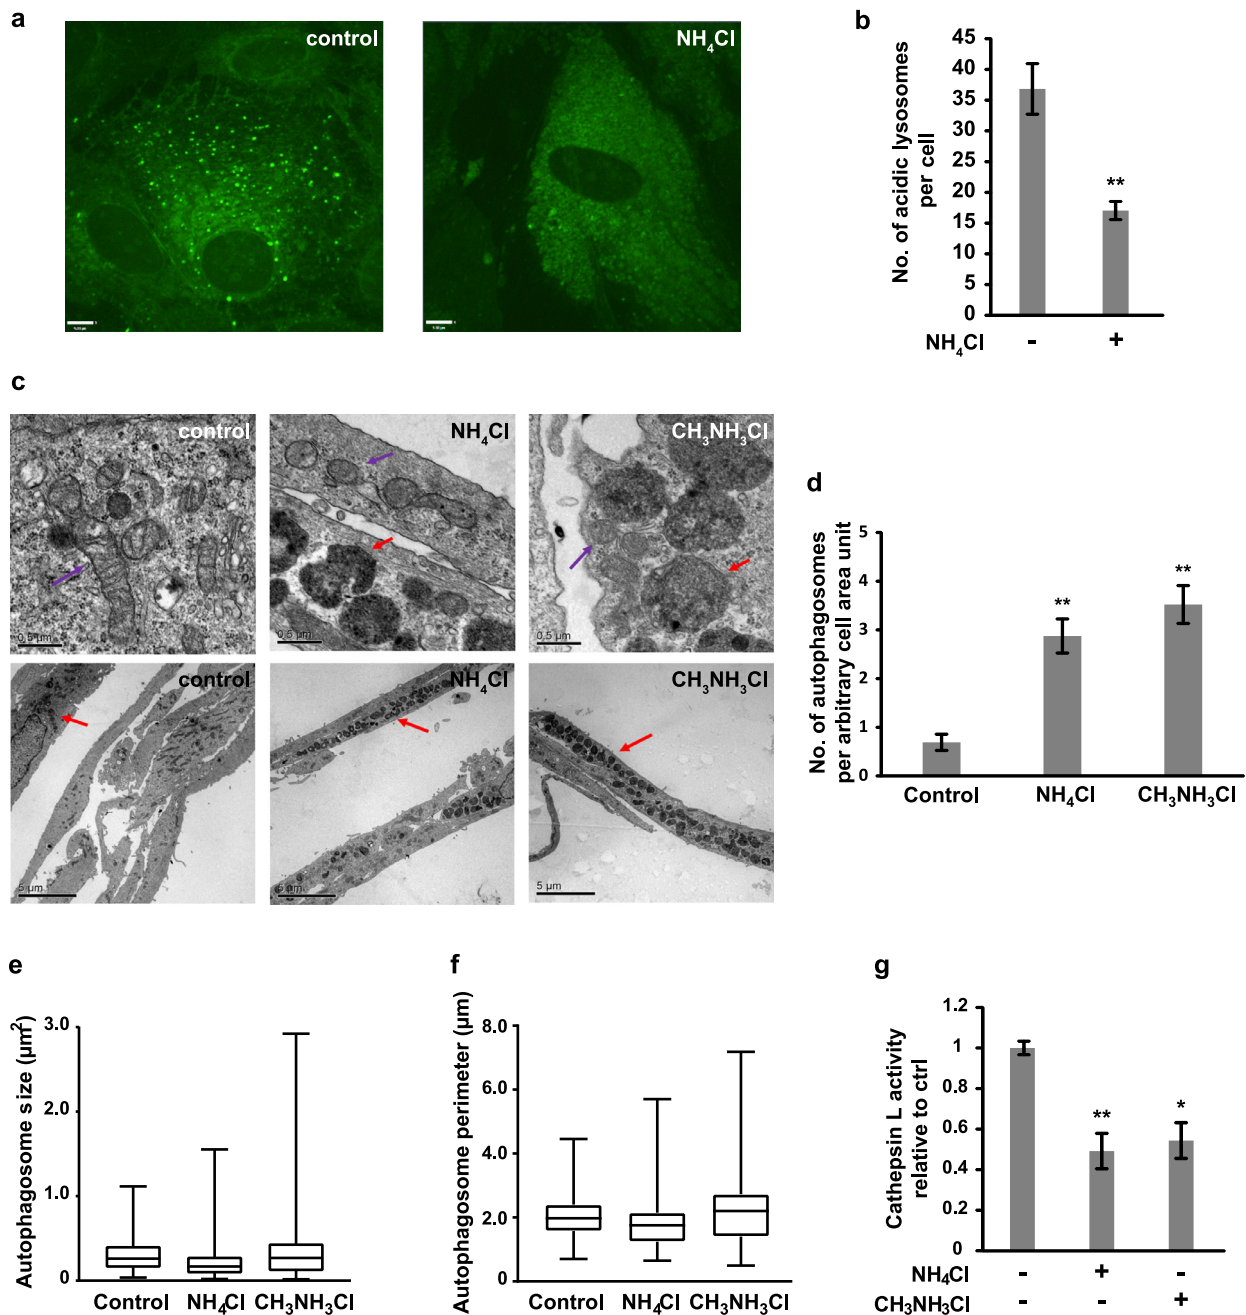 a
control
NH₄Cl
b
No. of acidic lysosomes
per cell
45
40
35
30
25
20
15
10
5
0
**
NH₄Cl
- +
c
control
NH₄Cl
CH₃NH₃Cl
0.5 µm
0.5 µm
0.5 µm
control
NH₄Cl
CH₃NH₃Cl
5 µm
5 µm
5 µm
d
No. of autophagosomes
per arbitrary cell area unit
5
4
3
2
1
0
**
**
Control NH₄Cl CH₃NH₃Cl
e
Autophagosome size (µm²)
3.0
2.0
1.0
0
Control NH₄Cl CH₃NH₃Cl
f
Autophagosome perimeter (µm)
8.0
6.0
4.0
2.0
0
Control NH₄Cl CH₃NH₃Cl
g
Cathepsin L activity
relative to ctrl
1.2
1
0.8
0.6
0.4
0.2
0
**
*
NH₄Cl - + -
CH₃NH₃Cl - - +